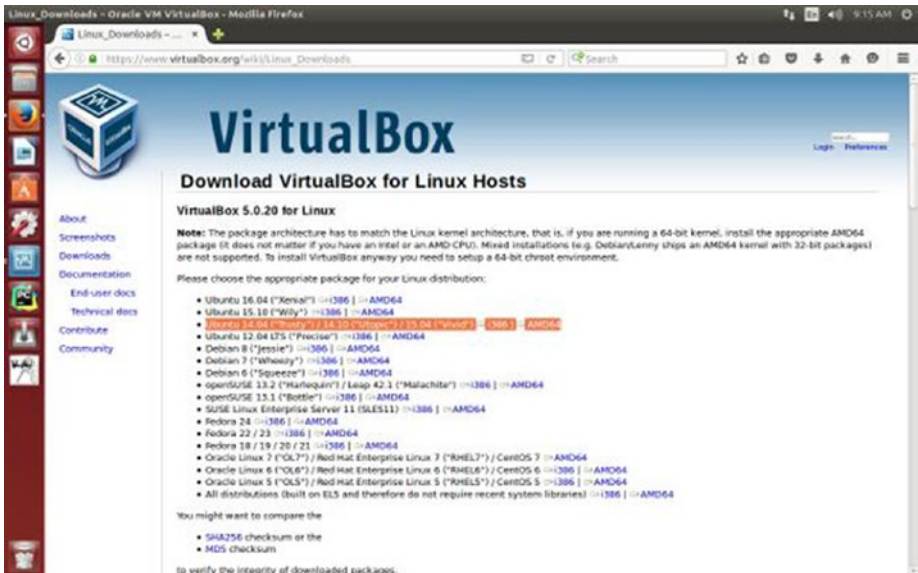 Linux_Downloads – Oracle VM VirtualBox - Mozilla Firefox
En
9:15 AM
Linux_Downloads – ...
https://www.virtualbox.org/wiki/Linux_Downloads
Search
VirtualBox
search...
Login Preferences
Download VirtualBox for Linux Hosts
About
Screenshots
Downloads
Documentation
End-user docs
Technical docs
Contribute
Community
VirtualBox 5.0.20 for Linux
Note: The package architecture has to match the Linux kernel architecture, that is, if you are running a 64-bit kernel, install the appropriate AMD64
package (it does not matter if you have an Intel or an AMD CPU). Mixed installations (e.g. Debian/Lenny ships an AMD64 kernel with 32-bit packages)
are not supported. To install VirtualBox anyway you need to setup a 64-bit chroot environment.
Please choose the appropriate package for your Linux distribution:
• Ubuntu 16.04 ("Xenial") i386 | AMD64
• Ubuntu 15.10 ("Wily") i386 | AMD64
• Ubuntu 14.04 ("Trusty") / 14.10 ("Utopic") / 15.04 ("Vivid") i386 | AMD64
• Ubuntu 12.04 LTS ("Precise") i386 | AMD64
• Debian 8 ("Jessie") i386 | AMD64
• Debian 7 ("Wheezy") i386 | AMD64
• Debian 6 ("Squeeze") i386 | AMD64
• openSUSE 13.2 ("Harlequin") / Leap 42.1 ("Malachite") i386 | AMD64
• openSUSE 13.1 ("Bottle") i386 | AMD64
• SUSE Linux Enterprise Server 11 (SLES11) i386 | AMD64
• Fedora 24 i386 | AMD64
• Fedora 22 / 23 i386 | AMD64
• Fedora 18 / 19 / 20 / 21 i386 | AMD64
• Oracle Linux 7 ("OL7") / Red Hat Enterprise Linux 7 ("RHEL7") / CentOS 7 AMD64
• Oracle Linux 6 ("OL6") / Red Hat Enterprise Linux 6 ("RHEL6") / CentOS 6 i386 | AMD64
• Oracle Linux 5 ("OL5") / Red Hat Enterprise Linux 5 ("RHEL5") / CentOS 5 i386 | AMD64
• All distributions (built on EL5 and therefore do not require recent system libraries) i386 | AMD64
You might want to compare the
• SHA256 checksum or the
• MD5 checksum
to verify the integrity of downloaded packages.